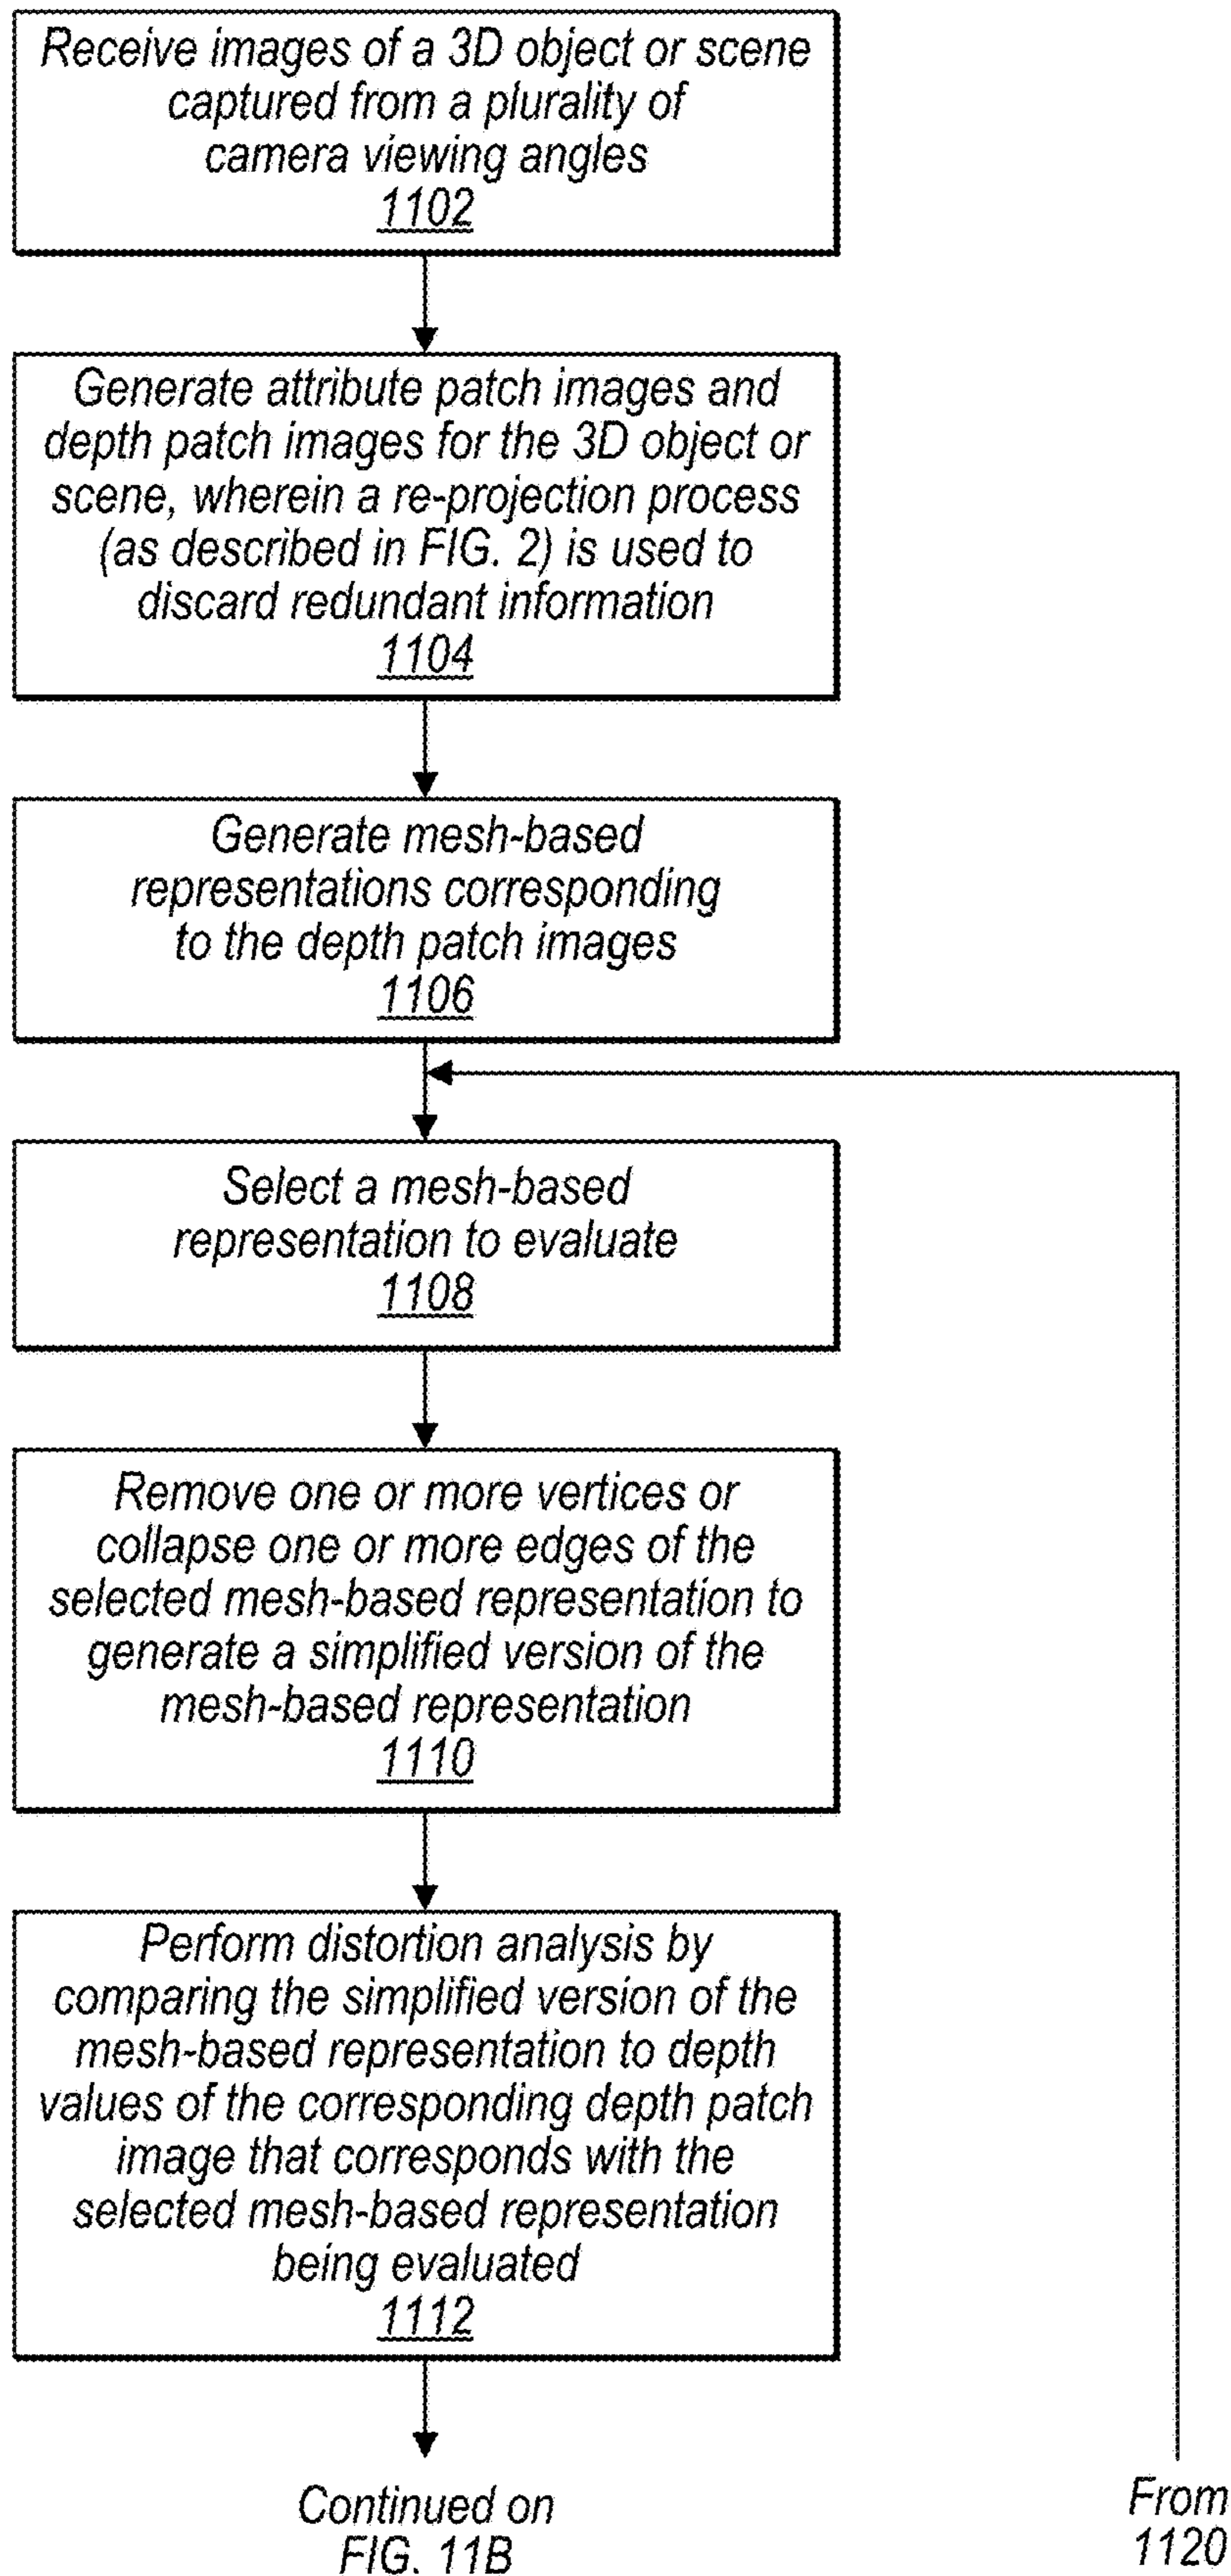 Receive images of a 3D object or scene
captured from a plurality of
camera viewing angles
1102
Generate attribute patch images and
depth patch images for the 3D object or
scene, wherein a re-projection process
(as described in FIG. 2) is used to
discard redundant information
1104
Generate mesh-based
representations corresponding
to the depth patch images
1106
Select a mesh-based
representation to evaluate
1108
Remove one or more vertices or
collapse one or more edges of the
selected mesh-based representation to
generate a simplified version of the
mesh-based representation
1110
Perform distortion analysis by
comparing the simplified version of the
mesh-based representation to depth
values of the corresponding depth patch
image that corresponds with the
selected mesh-based representation
being evaluated
1112
Continued on
FIG. 11B
From
1120